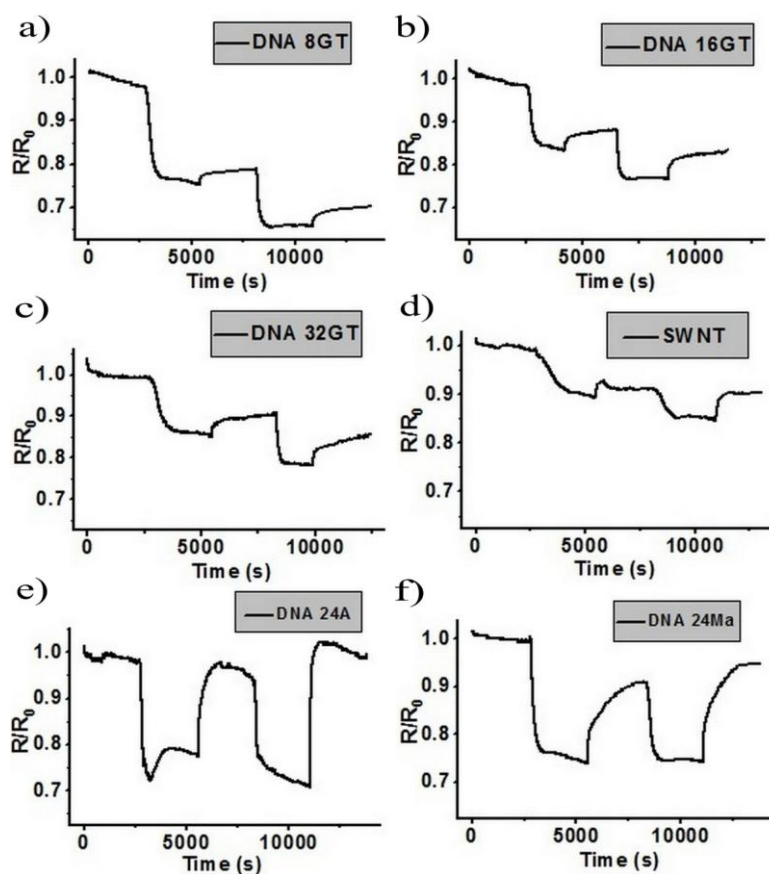 a)
DNA 8GT
R/R0
1.0
0.9
0.8
0.7
0
5000
10000
Time (s)
b)
DNA 16GT
R/R0
1.0
0.9
0.8
0.7
0
5000
10000
Time (s)
c)
DNA 32GT
R/R0
1.0
0.9
0.8
0.7
0
5000
10000
Time (s)
d)
SWNT
R/R0
1.0
0.9
0.8
0.7
0
5000
10000
Time (s)
e)
DNA 24A
R/R0
1.0
0.9
0.8
0.7
0
5000
10000
Time (s)
f)
DNA 24Ma
R/R0
1.0
0.9
0.8
0.7
0
5000
10000
Time (s)